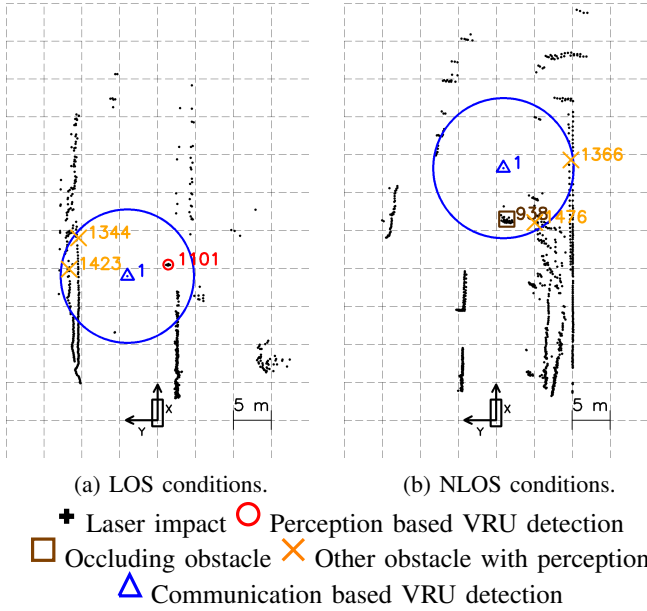 1344
1423
1
1101
X
Y
5 m
1
1366
938
1476
X
Y
5 m
(a) LOS conditions.
(b) NLOS conditions.
Laser impact Perception based VRU detection
Occluding obstacle Other obstacle with perception
Communication based VRU detection